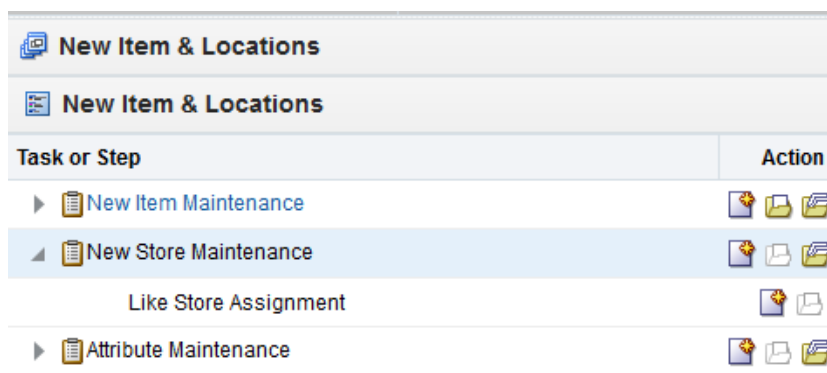 New Item & Locations
New Item & Locations
Task or Step Action
New Item Maintenance
New Store Maintenance
Like Store Assignment
Attribute Maintenance